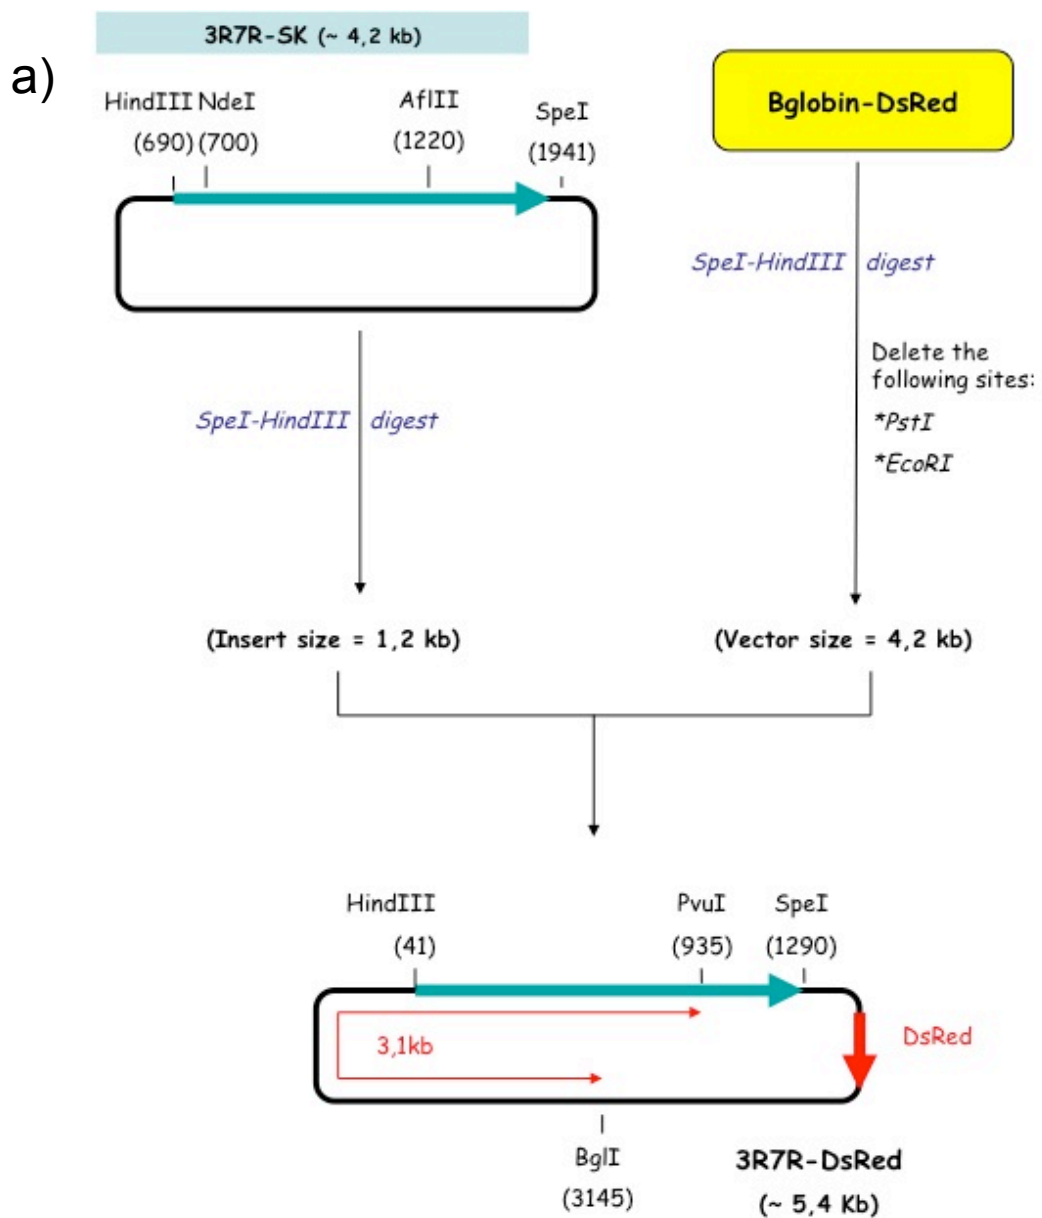 3R7R-SK (~ 4,2 kb)
a)
HindIII NdeI AflII SpeI
(690) (700) (1220) (1941)
Bglobin-DsRed
SpeI-HindIII digest
Delete the
following sites:
*PstI
*EcoRI
SpeI-HindIII digest
(Insert size = 1,2 kb)
(Vector size = 4,2 kb)
HindIII PvuI SpeI
(41) (935) (1290)
3,1kb
DsRed
BglI
(3145)
3R7R-DsRed
(~ 5,4 Kb)